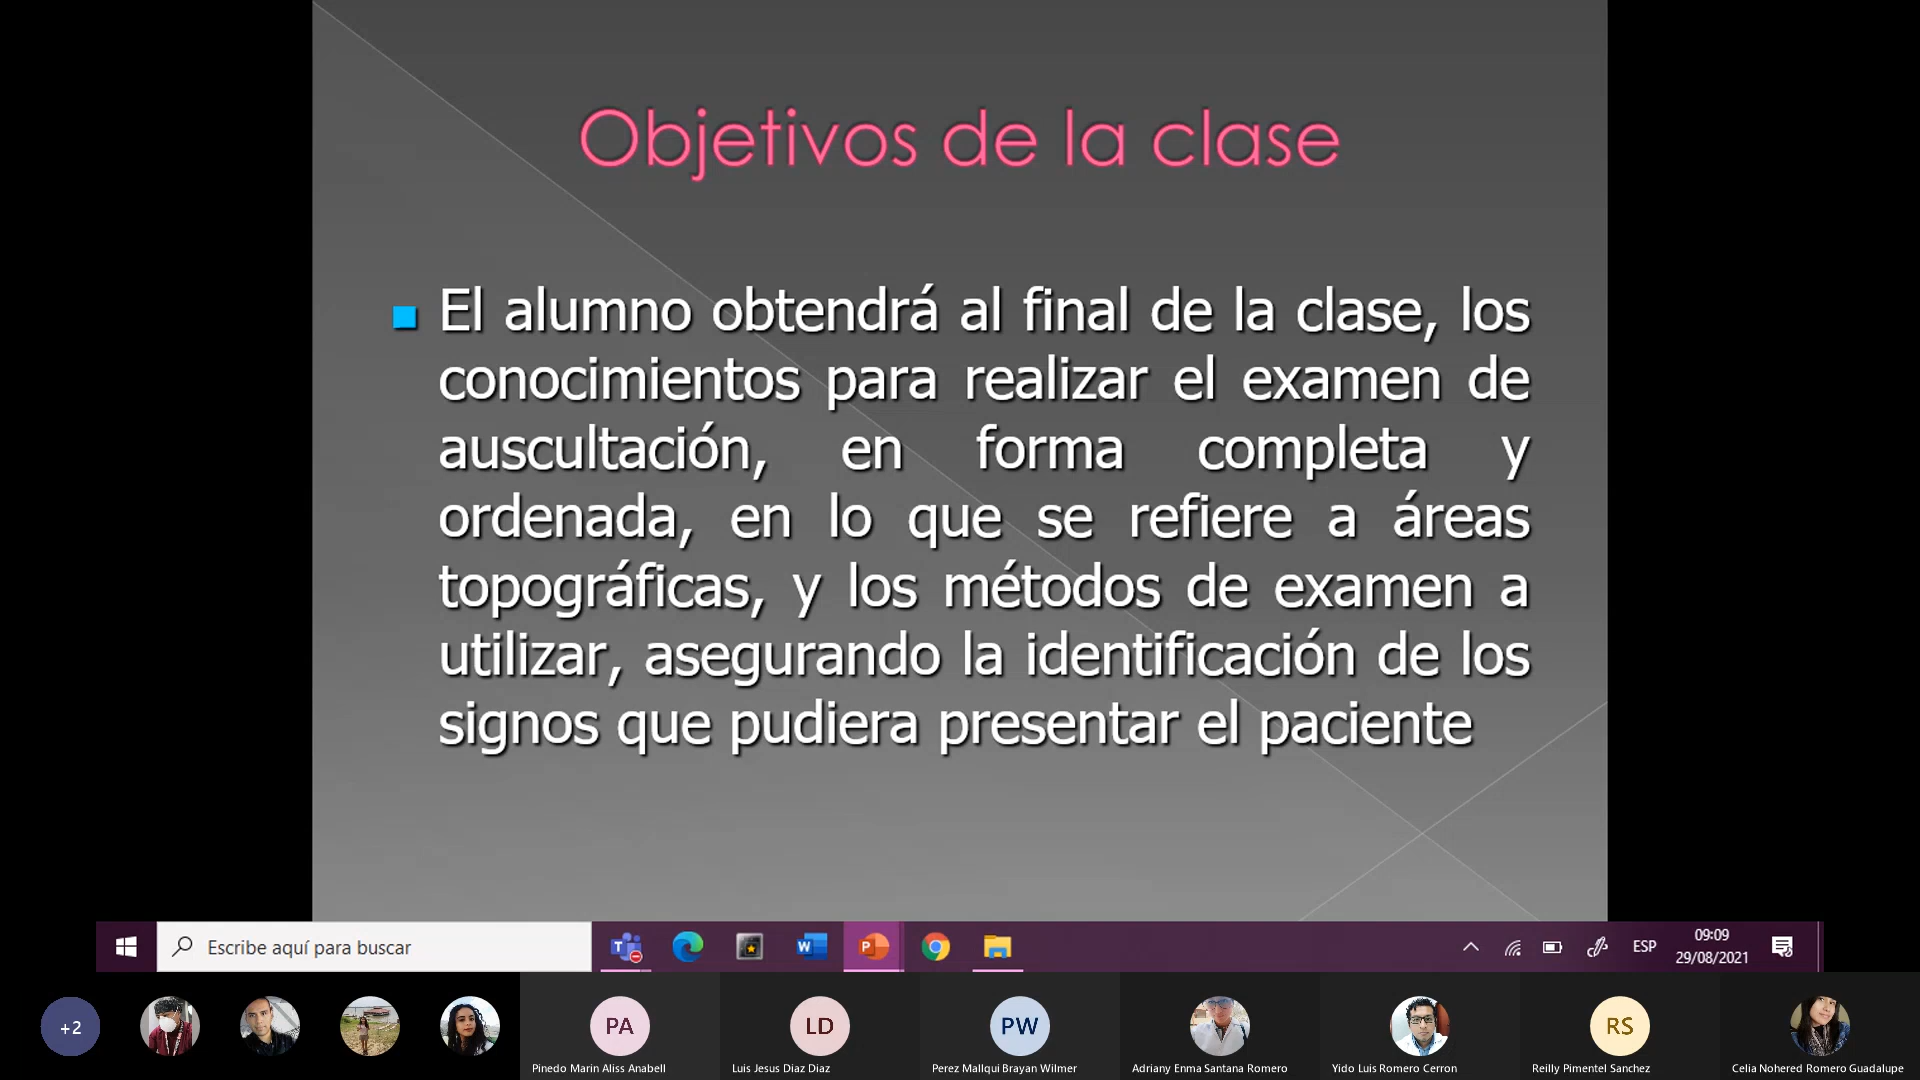 Objetivos de la clase
El alumno obtendrá al final de la clase, los
conocimientos para realizar el examen de
auscultación, en forma completa y
ordenada, en lo que se refiere a áreas
topográficas, y los métodos de examen a
utilizar, asegurando la identificación de los
signos que pudiera presentar el paciente
Escribe aquí para buscar
T
W
P
ESP
09:09
29/08/2021
+2
PA
LD
PW
RS
Pinedo Marin Aliss Anabell
Luis Jesus Diaz Diaz
Perez Mallqui Brayan Wilmer
Adriany Enma Santana Romero
Yido Luis Romero Cerron
Reilly Pimentel Sanchez
Celia Nohered Romero Guadalupe